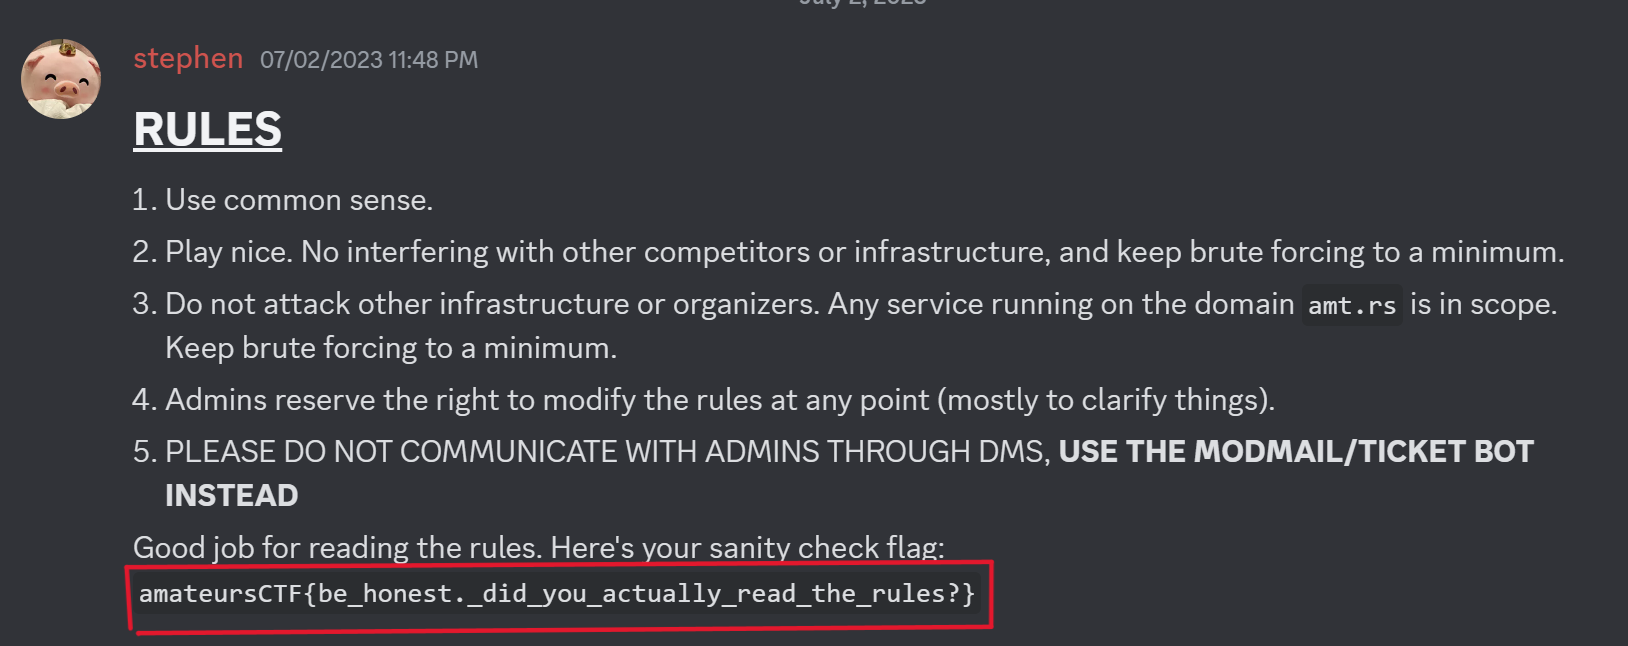 July 2, 2023
stephen 07/02/2023 11:48 PM
RULES
1. Use common sense.
2. Play nice. No interfering with other competitors or infrastructure, and keep brute forcing to a minimum.
3. Do not attack other infrastructure or organizers. Any service running on the domain amt.rs is in scope.
Keep brute forcing to a minimum.
4. Admins reserve the right to modify the rules at any point (mostly to clarify things).
5. PLEASE DO NOT COMMUNICATE WITH ADMINS THROUGH DMS, USE THE MODMAIL/TICKET BOT
INSTEAD
Good job for reading the rules. Here's your sanity check flag:
amateursCTF{be_honest._did_you_actually_read_the_rules?}